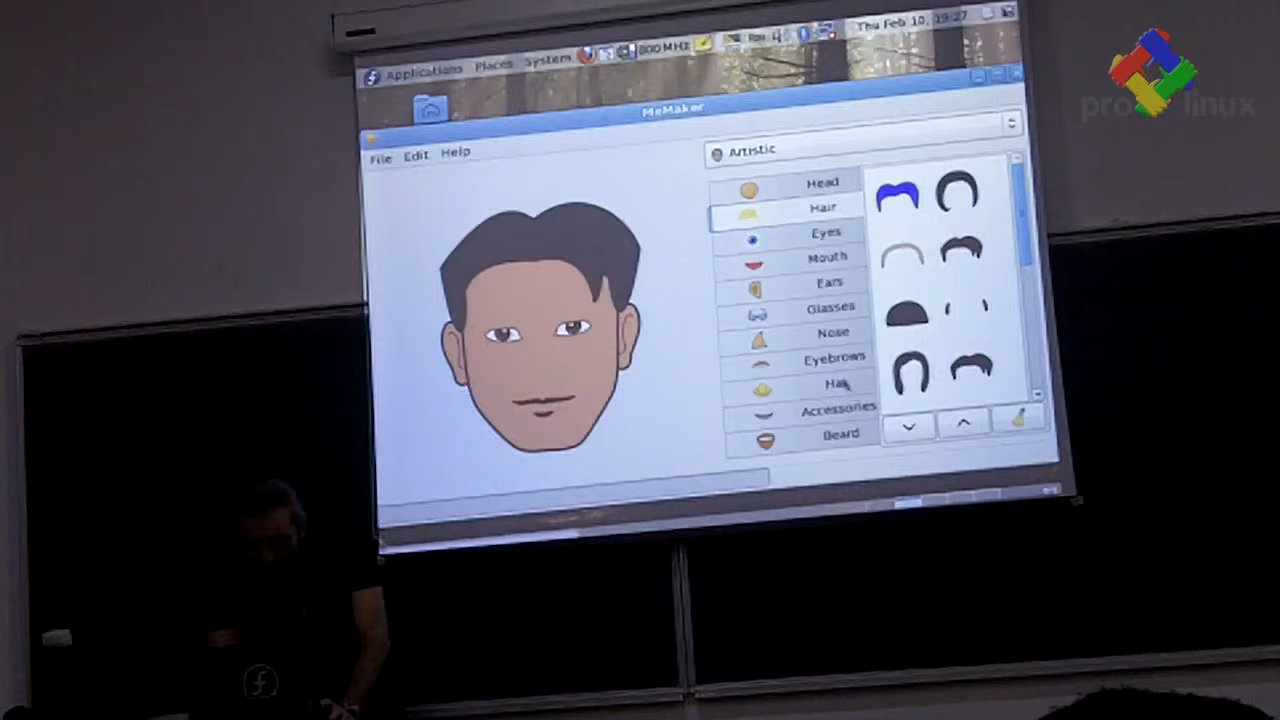 pro linux
Applications Places System 800 MHz Thu Feb 10, 19:27
MeMaker
File Edit Help
Artistic
Head
Hair
Eyes
Mouth
Ears
Glasses
Nose
Eyebrows
Accessories
Beard